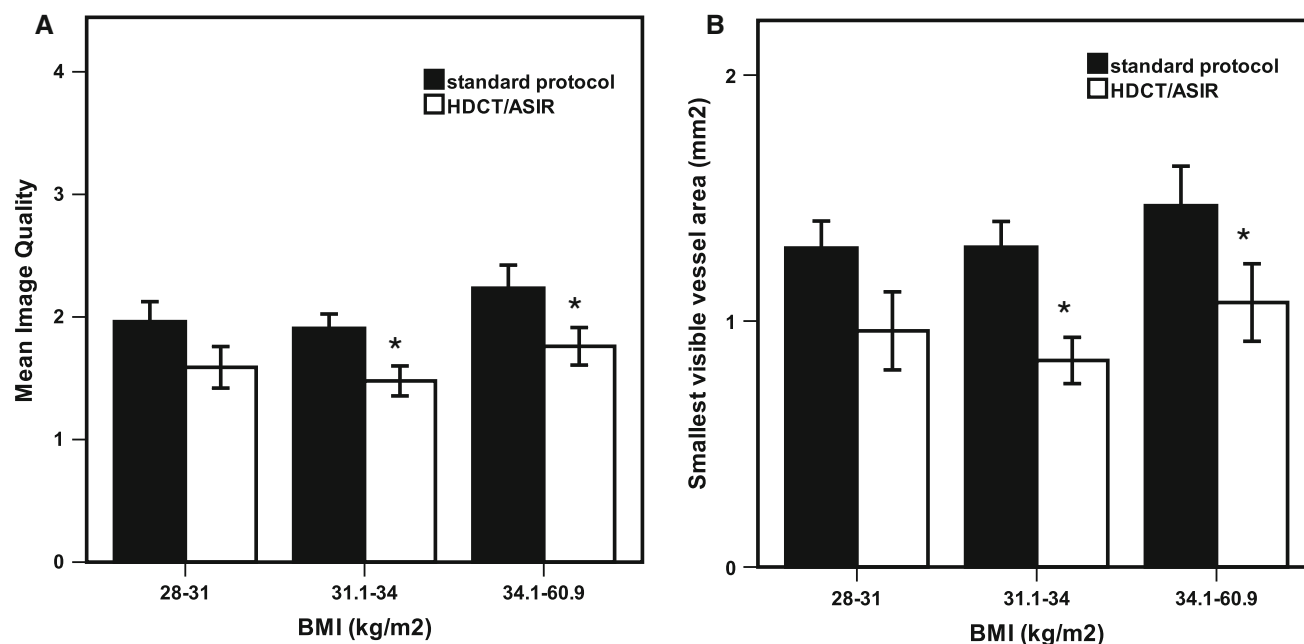 A
Mean Image Quality
4
3
2
1
0
standard protocol
HDCT/ASIR
*
*
28-31
31.1-34
34.1-60.9
BMI (kg/m2)
B
Smallest visible vessel area (mm2)
2
1
0
standard protocol
HDCT/ASIR
*
*
28-31
31.1-34
34.1-60.9
BMI (kg/m2)